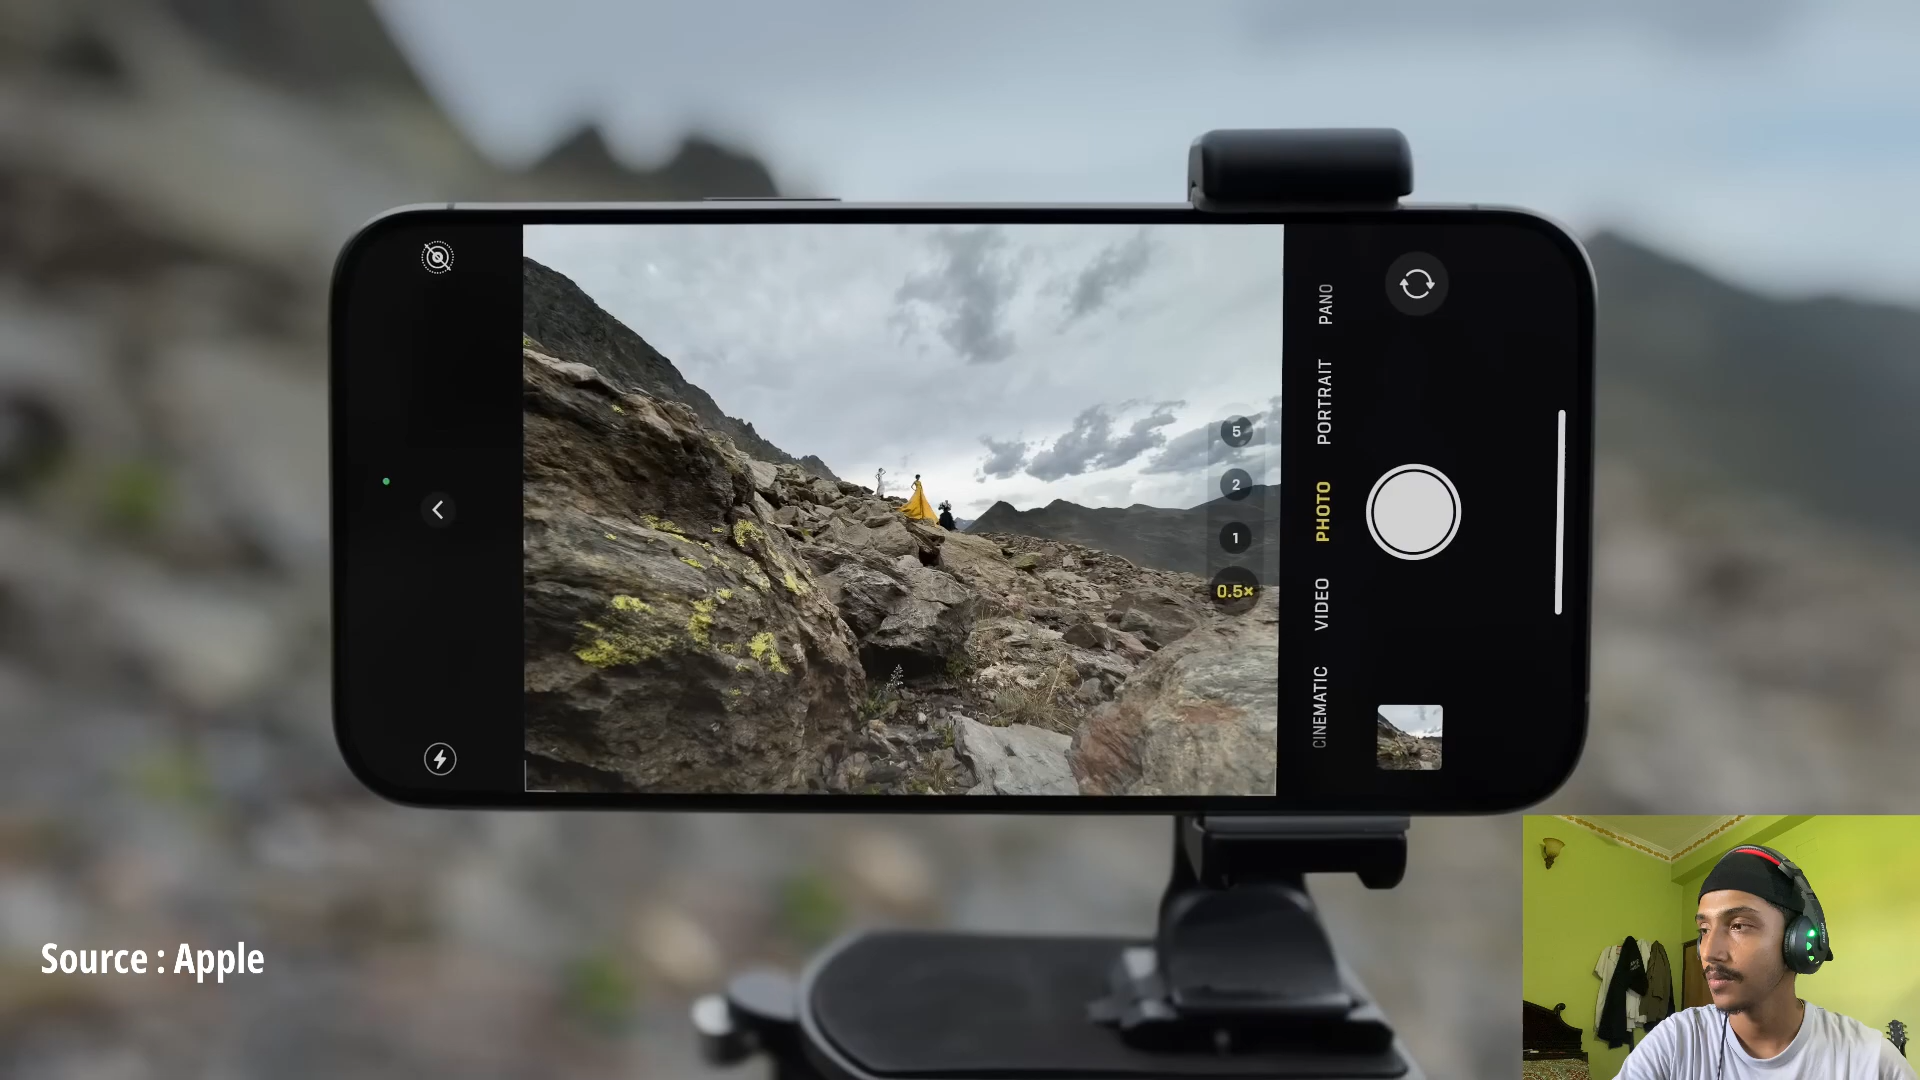 PANO
PORTRAIT
PHOTO
VIDEO
CINEMATIC
5
2
1
0.5×
Source : Apple